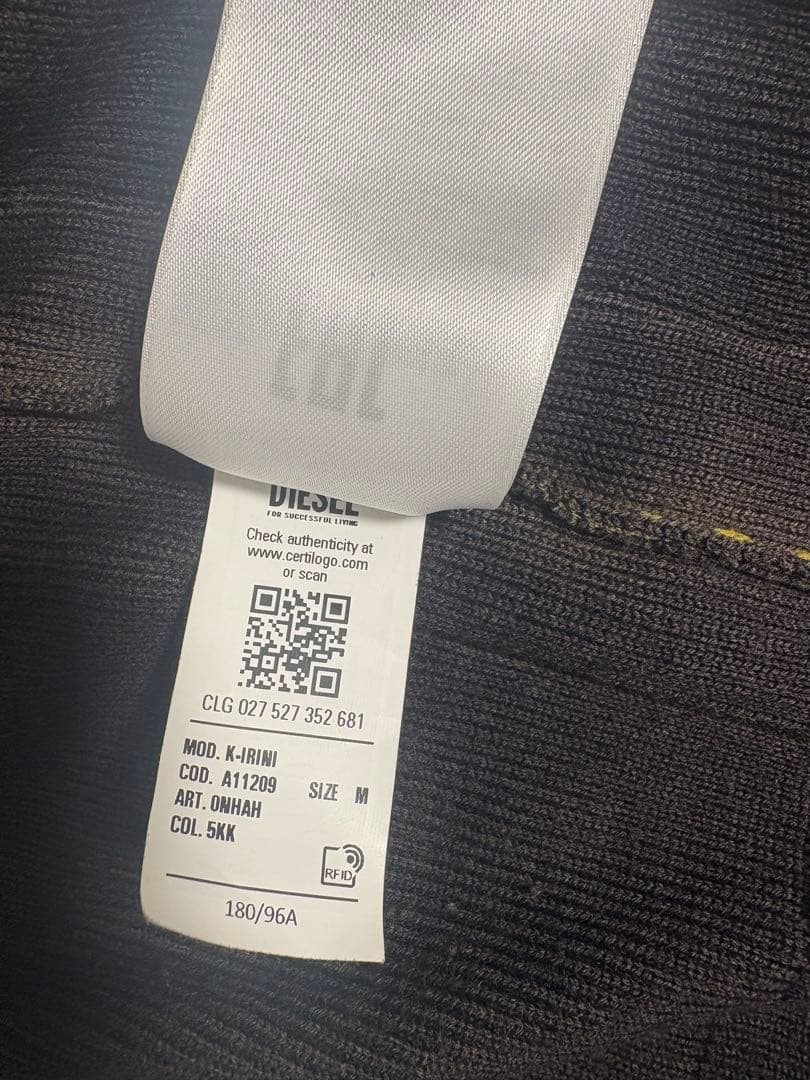 DIESEL
FOR SUCCESSFUL LIVING
Check authenticity at
www.certilogo.com
or scan
CLG 027 527 352 681
MOD. K-IRINI
COD. A11209
SIZE M
ART. 0NHAH
COL. 5KK
RFID
180/96A